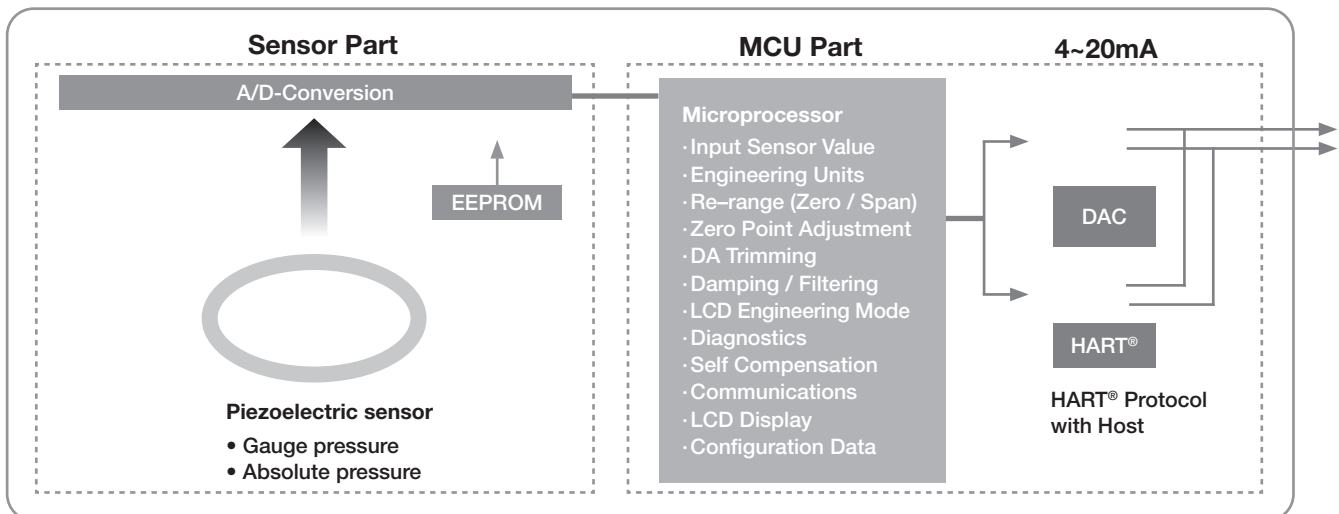 Sensor Part
A/D-Conversion
EEPROM
Piezoelectric sensor
• Gauge pressure
• Absolute pressure
MCU Part
Microprocessor
·Input Sensor Value
·Engineering Units
·Re–range (Zero / Span)
·Zero Point Adjustment
·DA Trimming
·Damping / Filtering
·LCD Engineering Mode
·Diagnostics
·Self Compensation
·Communications
·LCD Display
·Configuration Data
4~20mA
DAC
HART®
HART® Protocol
with Host